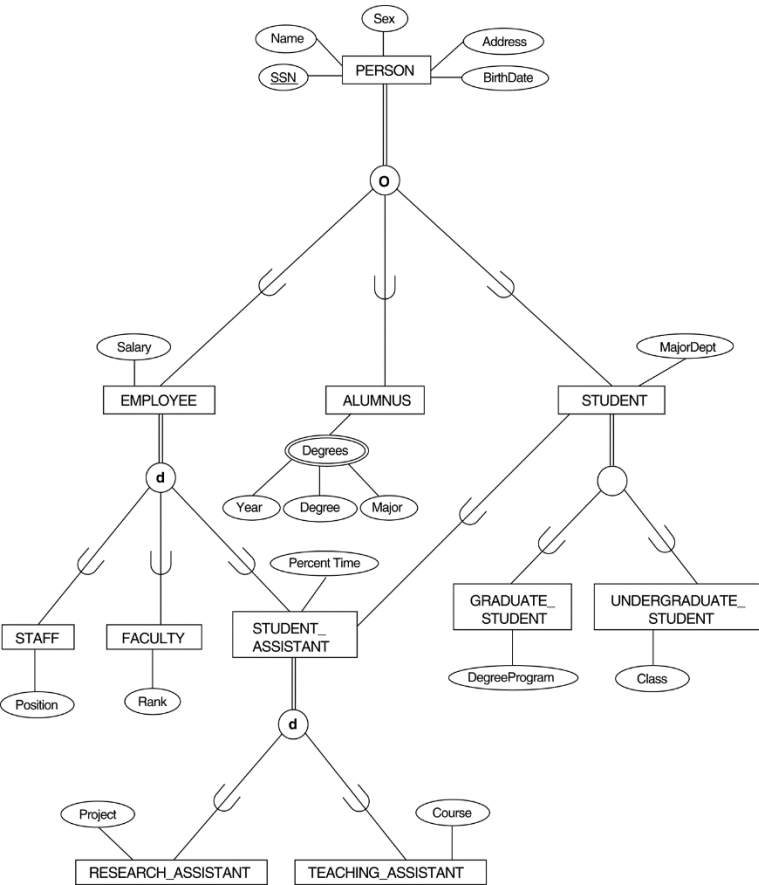 Sex
Name
Address
PERSON
SSN
BirthDate
O
Salary
MajorDept
EMPLOYEE
ALUMNUS
STUDENT
Degrees
d
Year
Degree
Major
Percent Time
GRADUATE_
STUDENT
UNDERGRADUATE_
STUDENT
STAFF
FACULTY
STUDENT_
ASSISTANT
DegreeProgram
Class
Position
Rank
d
Project
Course
RESEARCH_ASSISTANT
TEACHING_ASSISTANT